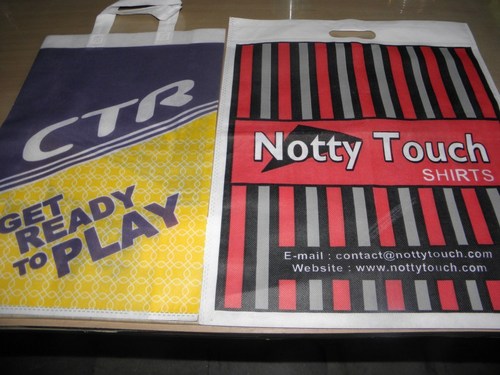 CTR
GET
READY
TO PLAY
Notty Touch
SHIRTS
E-mail : contact@nottytouch.com
Website : www.nottytouch.com